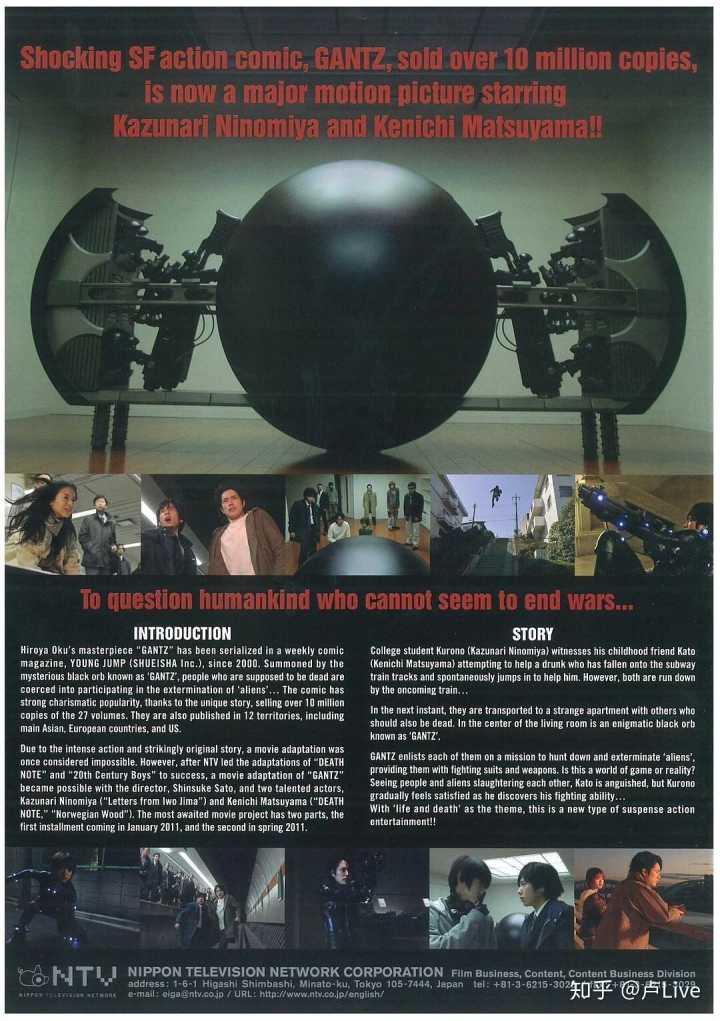 Shocking SF action comic, GANTZ, sold over 10 million copies,
is now a major motion picture starring
Kazunari Ninomiya and Kenichi Matsuyama!!
To question humankind who cannot seem to end wars...
INTRODUCTION
Hiroya Oku's masterpiece "GANTZ" has been serialized in a weekly comic
magazine, YOUNG JUMP (SHUEISHA Inc.), since 2000. Summoned by the
mysterious black orb known as 'GANTZ', people who are supposed to be dead are
coerced into participating in the extermination of 'aliens'... The comic has
strong charismatic popularity, thanks to the unique story, selling over 10 million
copies of the 27 volumes. They are also published in 12 territories, including
main Asian, European countries, and US.
Due to the intense action and strikingly original story, a movie adaptation was
once considered impossible. However, after NTV led the adaptations of "DEATH
NOTE" and "20th Century Boys" to success, a movie adaptation of "GANTZ"
became possible with the director, Shinsuke Sato, and two talented actors,
Kazunari Ninomiya ("Letters from Iwo Jima") and Kenichi Matsuyama ("DEATH
NOTE," "Norwegian Wood"). The most awaited movie project has two parts, the
first installment coming in January 2011, and the second in spring 2011.
STORY
College student Kurono (Kazunari Ninomiya) witnesses his childhood friend Kato
(Kenichi Matsuyama) attempting to help a drunk who has fallen onto the subway
train tracks and spontaneously jumps in to help him. However, both are run down
by the oncoming train...
In the next instant, they are transported to a strange apartment with others who
should also be dead. In the center of the living room is an enigmatic black orb
known as 'GANTZ'.
GANTZ enlists each of them on a mission to hunt down and exterminate 'aliens',
providing them with fighting suits and weapons. Is this a world of game or reality?
Seeing people and aliens slaughtering each other, Kato is anguished, but Kurono
gradually feels satisfied as he discovers his fighting ability...
With 'life and death' as the theme, this is a new type of suspense action
entertainment!!
NTV
NIPPON TELEVISION NETWORK
NIPPON TELEVISION NETWORK CORPORATION Film Business, Content, Content Business Division
address: 1-6-1 Higashi Shimbashi, Minato-ku, Tokyo 105-7444, Japan tel: +81-3-6215-302
e-mail: eiga@ntv.co.jp / URL: http://www.ntv.co.jp/english/
知乎 @卢Live